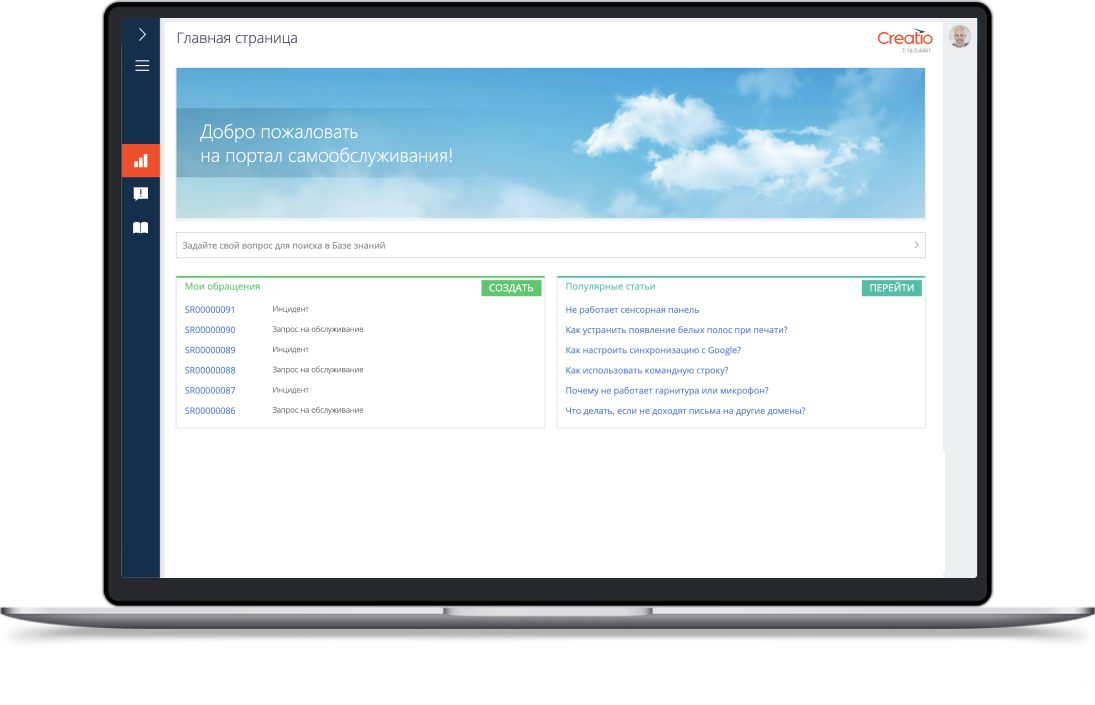 Главная страница
Creatio
7.16.0.4461
Добро пожаловать
на портал самообслуживания!
Задайте свой вопрос для поиска в Базе знаний
Мои обращения
СОЗДАТЬ
SR00000091 Инцидент
SR00000090 Запрос на обслуживание
SR00000089 Инцидент
SR00000088 Запрос на обслуживание
SR00000087 Инцидент
SR00000086 Запрос на обслуживание
Популярные статьи
ПЕРЕЙТИ
Не работает сенсорная панель
Как устранить появление белых полос при печати?
Как настроить синхронизацию с Google?
Как использовать командную строку?
Почему не работает гарнитура или микрофон?
Что делать, если не доходят письма на другие домены?